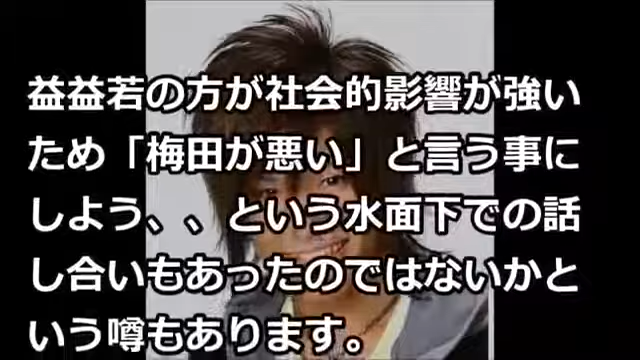 益益若の方が社会的影響が強い
ため「梅田が悪い」と言う事に
しよう、、という水面下での話
し合いもあったのではないかと
いう噂もあります。